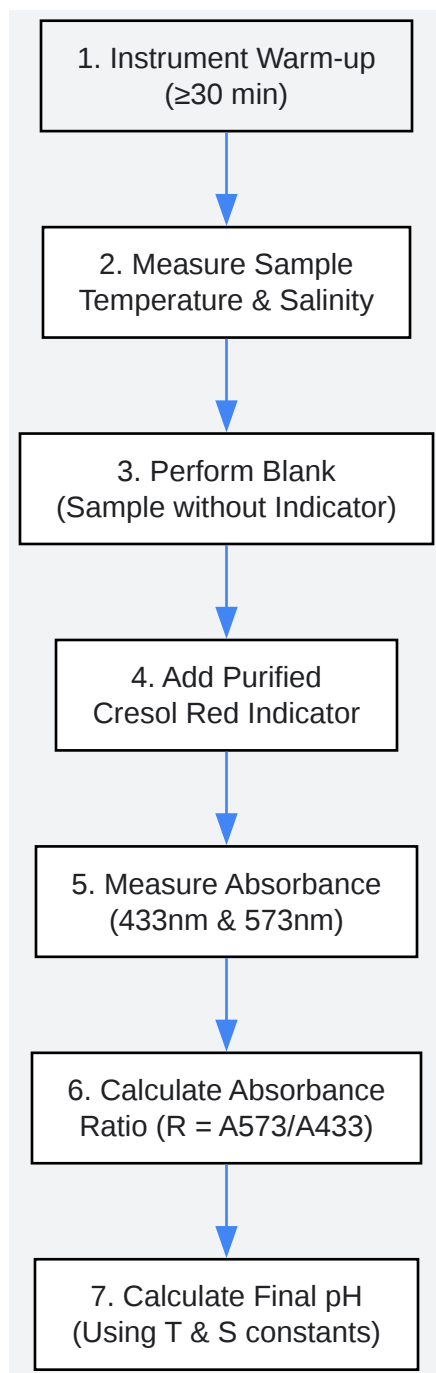 1. Instrument Warm-up
(≥30 min)
2. Measure Sample
Temperature & Salinity
3. Perform Blank
(Sample without Indicator)
4. Add Purified
Cresol Red Indicator
5. Measure Absorbance
(433nm & 573nm)
6. Calculate Absorbance
Ratio (R = A573/A433)
7. Calculate Final pH
(Using T & S constants)